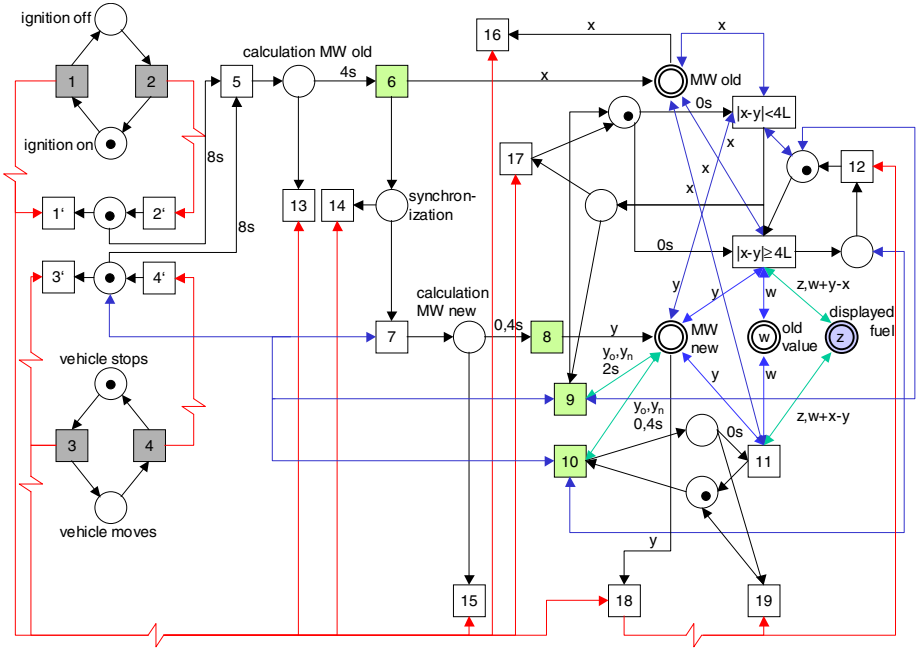 ignition off
1
2
ignition on
calculation MW old
5
4s
6
x
16
x
x
MW old
0s
|x-y|<4L
8s
17
x
x
12
1'
2'
13
14
synchron-
ization
8s
0s
|x-y|≥4L
3'
4'
calculation
MW new
y
y
w
z,w+y-x
7
0,4s
8
y
MW
new
w
old
value
displayed
fuel
z
vehicle stops
yo,yn
2s
9
y
w
yo,yn
0,4s
z,w+x-y
3
4
10
0s
11
vehicle moves
y
15
18
19